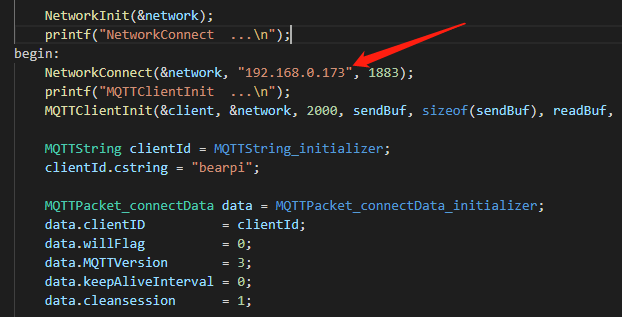 NetworkInit(&network);
printf("NetworkConnect  ...\n");
begin:
NetworkConnect(&network, "192.168.0.173", 1883);
printf("MQTTClientInit  ...\n");
MQTTClientInit(&client, &network, 2000, sendBuf, sizeof(sendBuf), readBuf,
MQTTString clientId = MQTTString_initializer;
clientId.cstring = "bearpi";
MQTTPacket_connectData data = MQTTPacket_connectData_initializer;
data.clientID          = clientId;
data.willFlag          = 0;
data.MQTTVersion       = 3;
data.keepAliveInterval = 0;
data.cleansession      = 1;